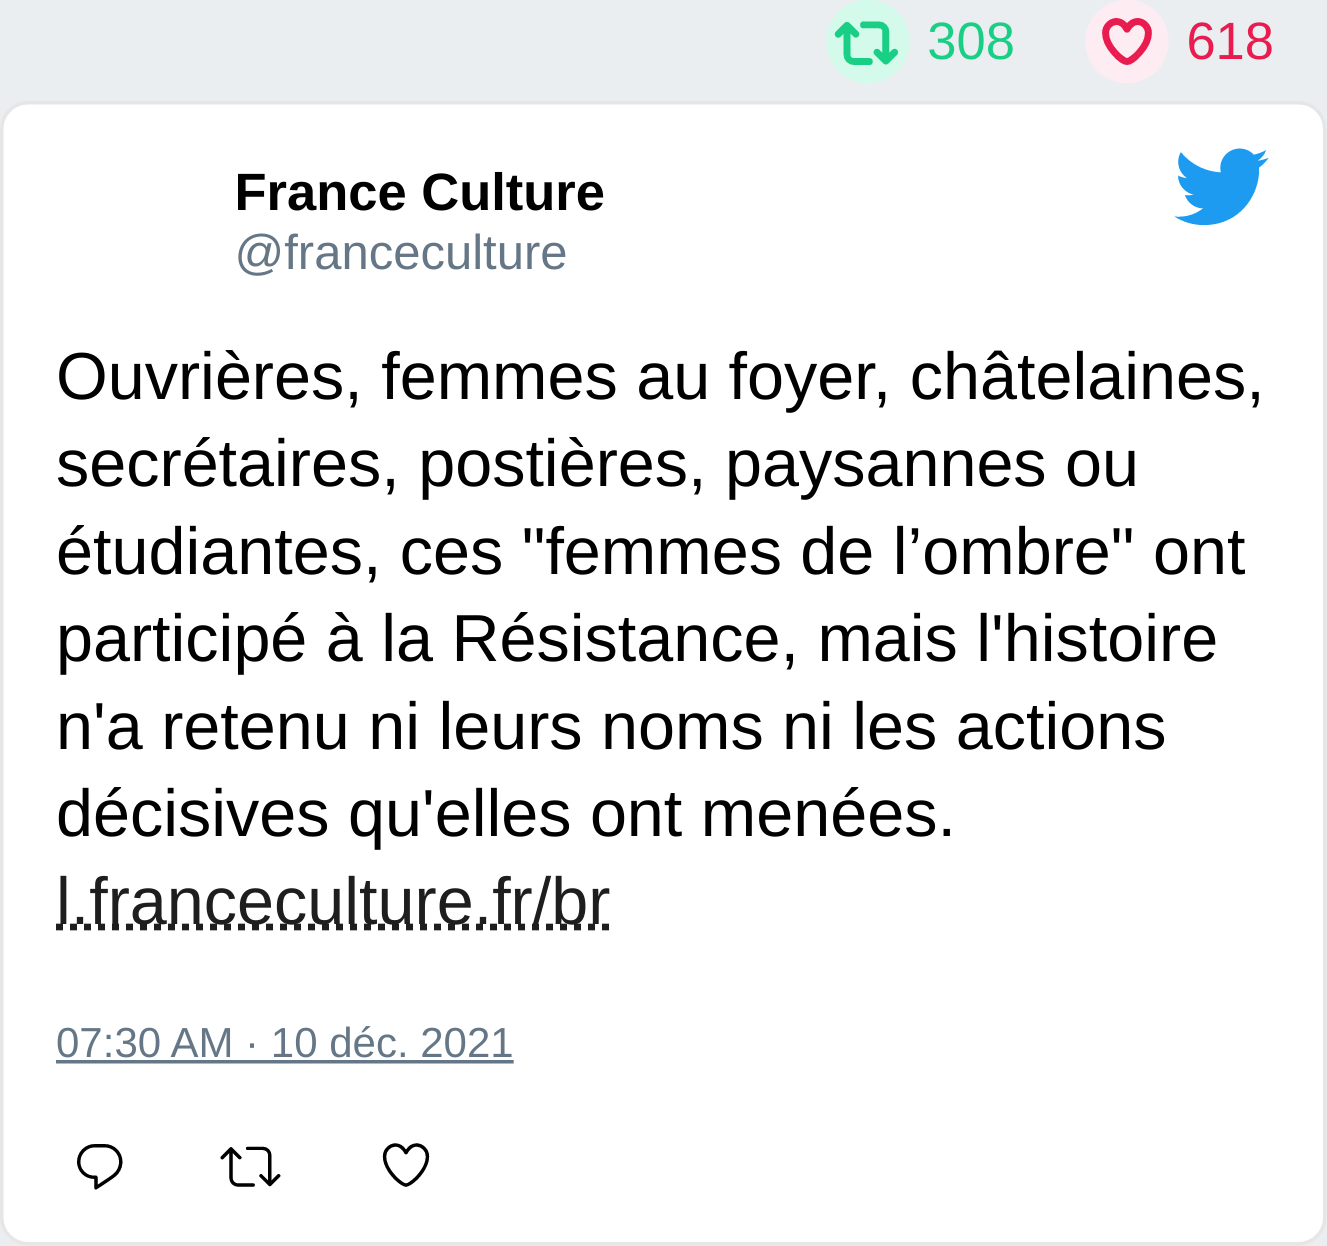 308 618
France Culture
@franceculture
Ouvrières, femmes au foyer, châtelaines,
secrétaires, postières, paysannes ou
étudiantes, ces "femmes de l’ombre" ont
participé à la Résistance, mais l'histoire
n'a retenu ni leurs noms ni les actions
décisives qu'elles ont menées.
l.franceculture.fr/br
07:30 AM · 10 déc. 2021